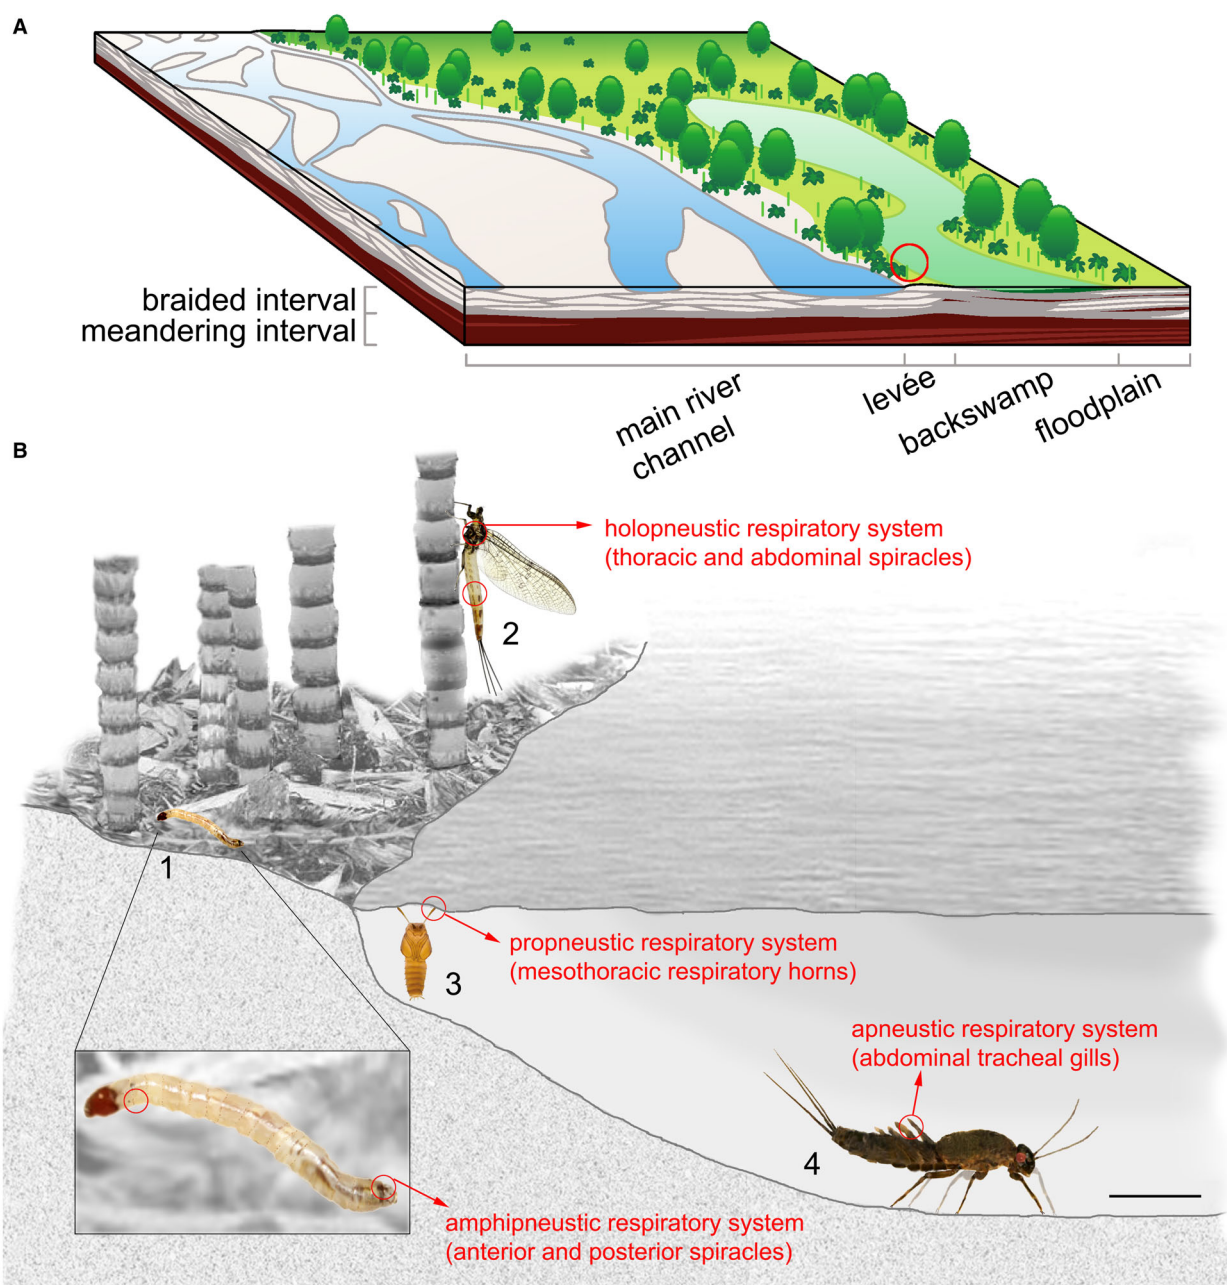 A
braided interval
meandering interval
main river
channel
levée
backswamp
floodplain
B
holopneustic respiratory system
(thoracic and abdominal spiracles)
2
1
propneustic respiratory system
(mesothoracic respiratory horns)
3
apneustic respiratory system
(abdominal tracheal gills)
4
amphipneustic respiratory system
(anterior and posterior spiracles)